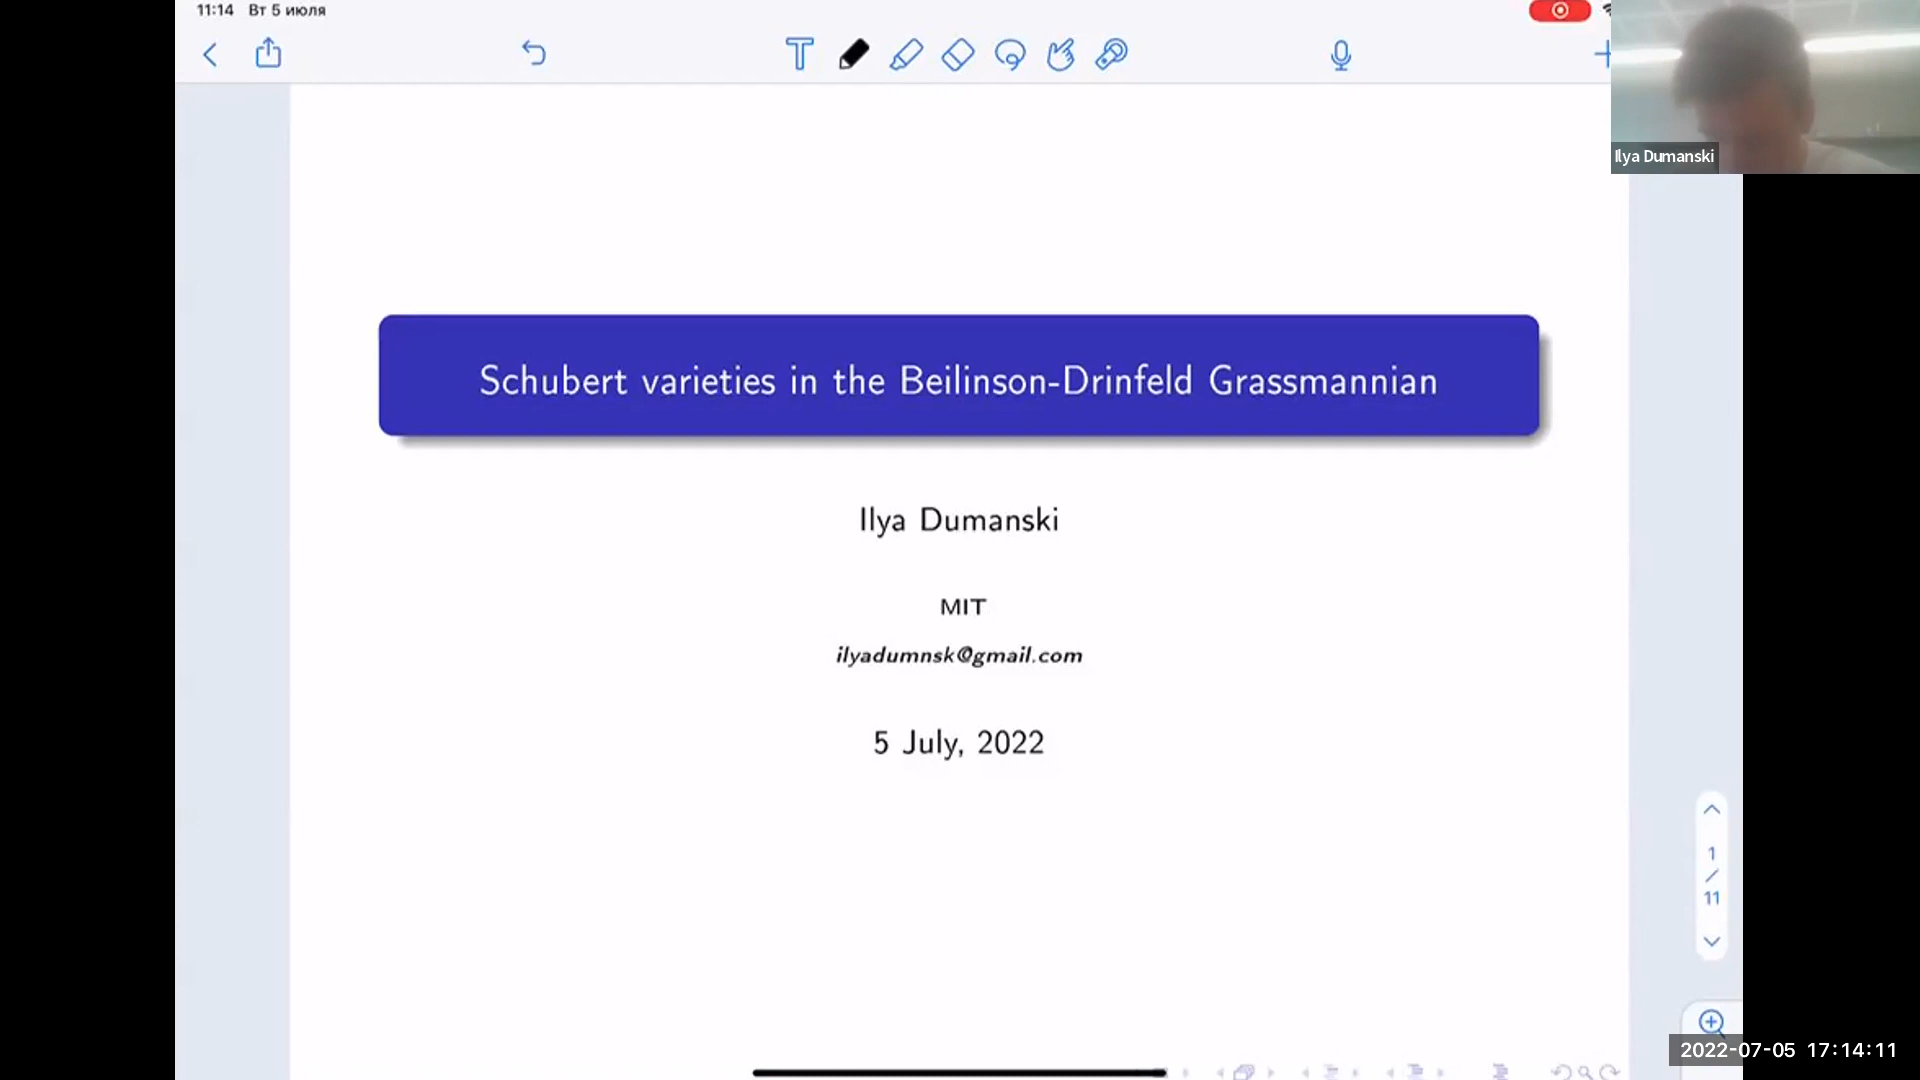 11:14 Вт 5 июля
Ilya Dumanski
Schubert varieties in the Beilinson-Drinfeld Grassmannian
Ilya Dumanski
MIT
ilyadumnsk@gmail.com
5 July, 2022
1
/
11
2022-07-05 17:14:11